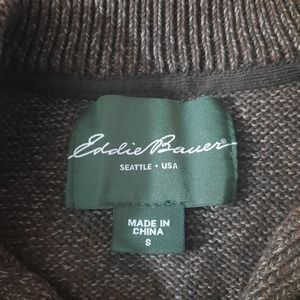 Eddie Bauer®
SEATTLE • USA
MADE IN
CHINA
S